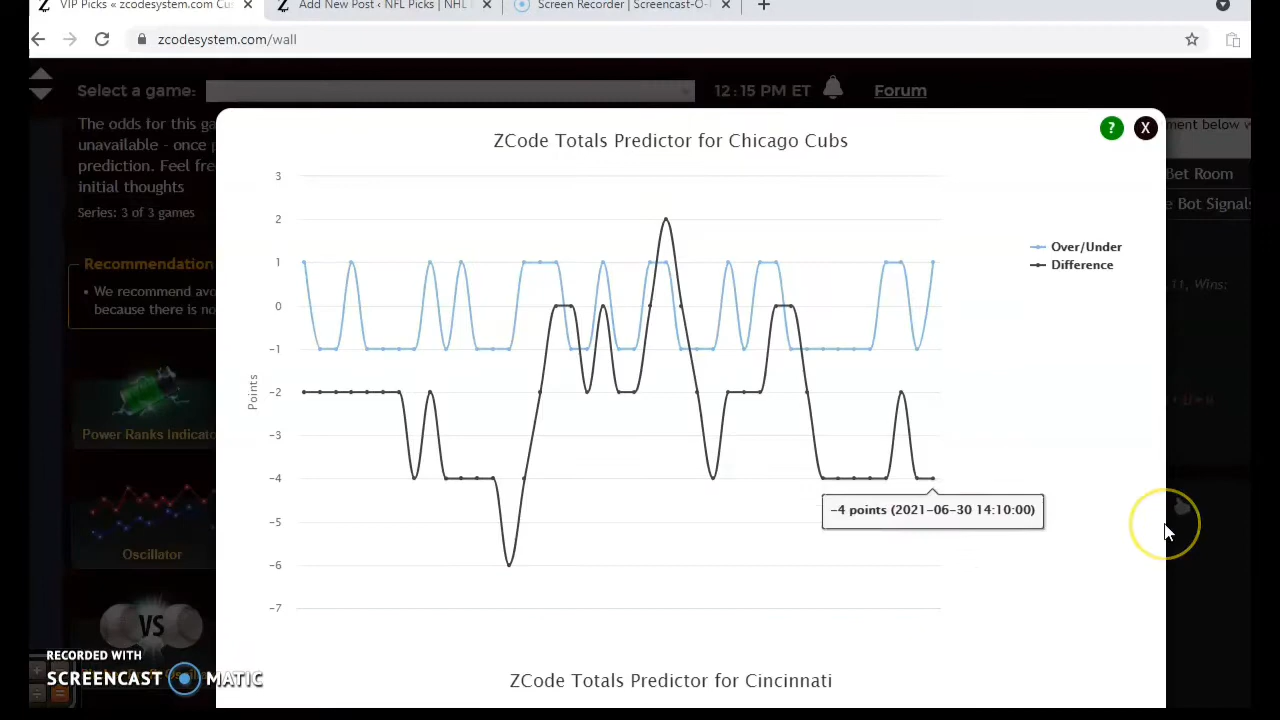 VIP Picks « zcodesystem.com Cus
Add New Post ‹ NFL Picks | NHL
Screen Recorder | Screencast-O-
zcodesystem.com/wall
Select a game:
12:15 PM ET
Forum
The odds for this ga
unavailable - once
prediction. Feel fre
initial thoughts
Series: 3 of 3 games
Recommendation
• We recommend avo
because there is no
Power Ranks Indicato
Oscillator
VS
ment below w
Bet Room
e Bot Signals
11, Wins:
?
X
ZCode Totals Predictor for Chicago Cubs
3
2
1
0
-1
-2
-3
-4
-5
-6
-7
Points
Over/Under
Difference
-4 points (2021-06-30 14:10:00)
ZCode Totals Predictor for Cincinnati
RECORDED WITH
SCREENCAST MATIC